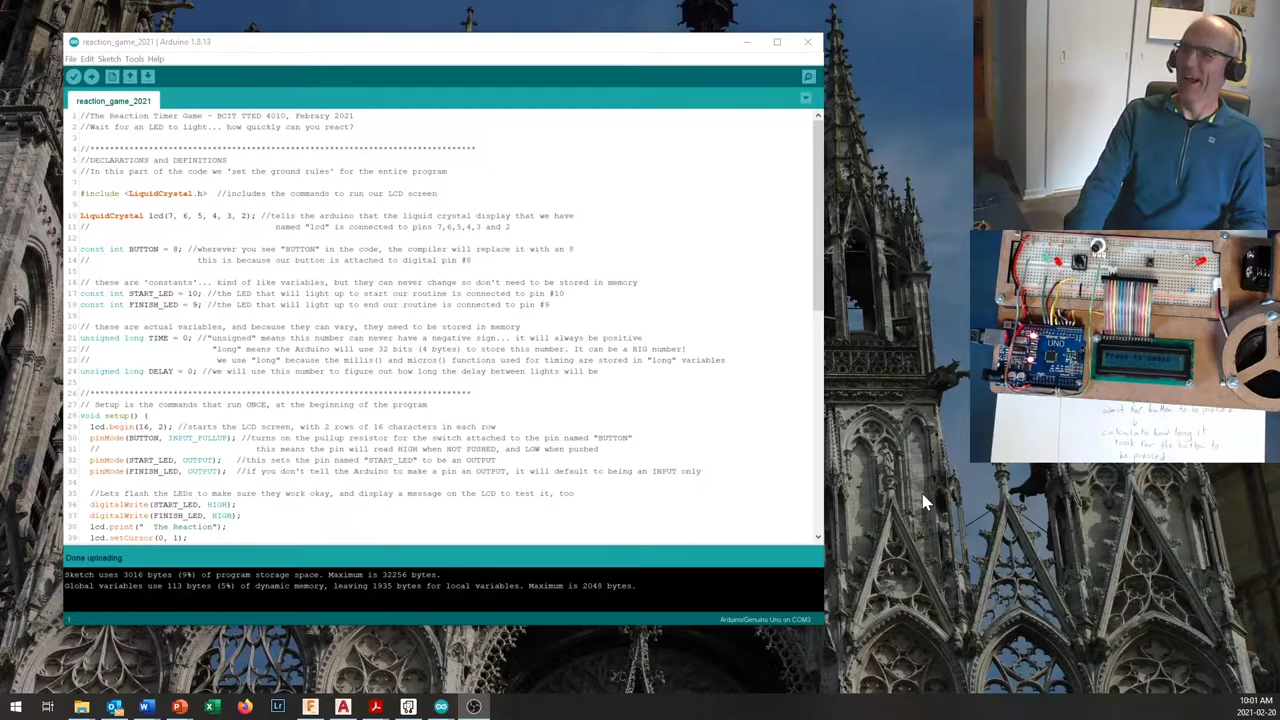 reaction_game_2021 | Arduino 1.8.13
File Edit Sketch Tools Help
reaction_game_2021
1 //The Reaction Timer Game - BCIT TTED 4010, Febrary 2021
2 //Wait for an LED to light... how quickly can you react?
3
4 //*******************************************************************************
5 //DECLARATIONS and DEFINITIONS
6 //In this part of the code we 'set the ground rules' for the entire program
7
8 #include <LiquidCrystal.h> //includes the commands to run our LCD screen
9
10 LiquidCrystal lcd(7, 6, 5, 4, 3, 2); //tells the arduino that the liquid crystal display that we have
11 // named "lcd" is connected to pins 7,6,5,4,3 and 2
12
13 const int BUTTON = 8; //wherever you see "BUTTON" in the code, the compiler will replace it with an 8
14 // this is because our button is attached to digital pin #8
15
16 // these are 'constants'... kind of like variables, but they can never change so don't need to be stored in memory
17 const int START_LED = 10; //the LED that will light up to start our routine is connected to pin #10
18 const int FINISH_LED = 9; //the LED that will light up our routine is connected to pin #9
19
20 // these are actual variables, and because they can vary, they need to be stored in memory
21 unsigned long TIME = 0; //"unsigned" means this number can never have a negative sign... it will always be positive
22 // "long" means the Arduino will use 32 bits (4 bytes) to store this number. It can be a BIG number!
23 // we use "long" because the millis() and micros() functions used for timing are stored in "long" variables
24 unsigned long DELAY = 0; //we will use this number to figure out how long the delay between lights will be
25
26 //*******************************************************************************
27 // Setup is the commands that run ONCE, at the beginning of the program
28 void setup() {
29 lcd.begin(16, 2); //starts the LCD screen, with 2 rows of 16 characters in each row
30 pinMode(BUTTON, INPUT_PULLUP); //turns on the pullup resistor for the switch attached to the pin named "BUTTON"
31 // this means the pin will read HIGH when NOT PUSHED, and LOW when pushed
32 pinMode(START_LED, OUTPUT); //this sets the pin named "START_LED" to be an OUTPUT
33 pinMode(FINISH_LED, OUTPUT); //if you don't tell the Arduino to make a pin an OUTPUT, it will default to being an INPUT only
34
35 //Lets flash the LEDs to make sure they work okay, and display a message on the LCD to test it, too
36 digitalWrite(START_LED, HIGH);
37 digitalWrite(FINISH_LED, HIGH);
38 lcd.print(" The Reaction");
39 lcd.setCursor(0, 1);
Done uploading.
Sketch uses 3016 bytes (9%) of program storage space. Maximum is 32256 bytes.
Global variables use 113 bytes (5%) of dynamic memory, leaving 1935 bytes for local variables. Maximum is 2048 bytes.
1
Arduino/Genuino Uno on COM3
UNO
Press to begin
wait for button to be
calculate how long it
took for the button to
be pressed
Lr
10:01 AM
2021-02-20